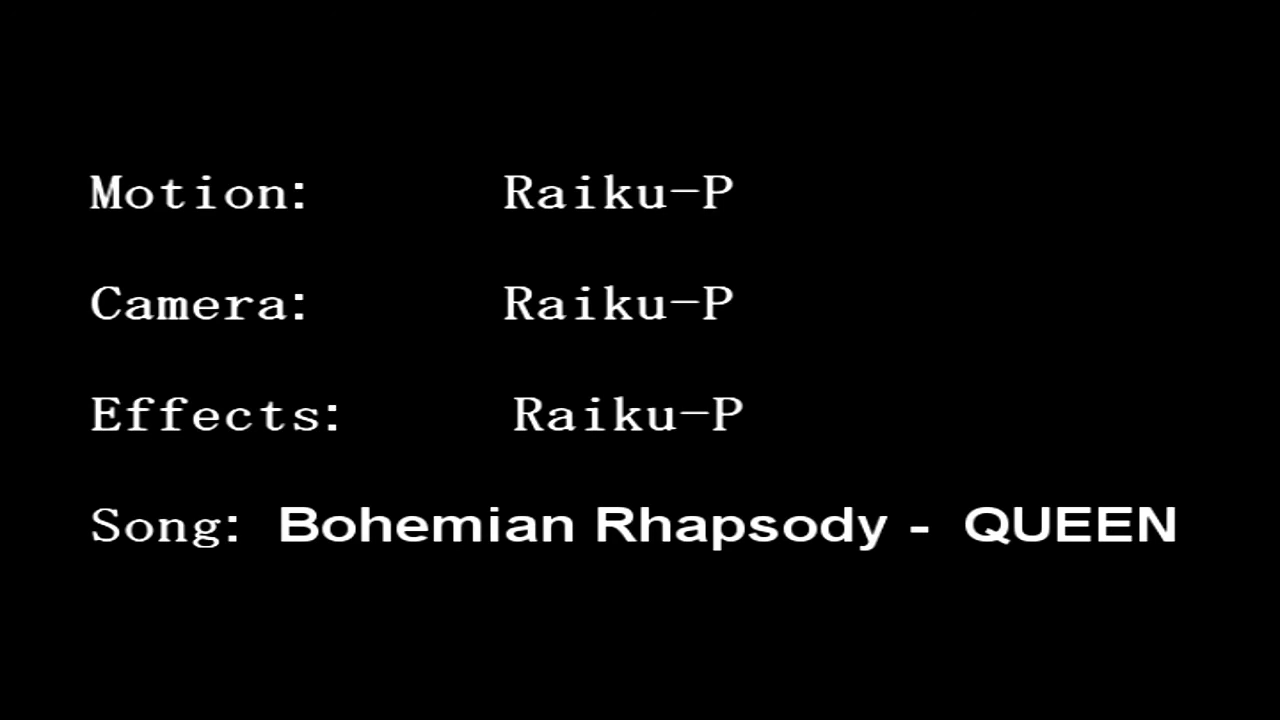 Motion: Raiku-P
Camera: Raiku-P
Effects: Raiku-P
Song: Bohemian Rhapsody - QUEEN